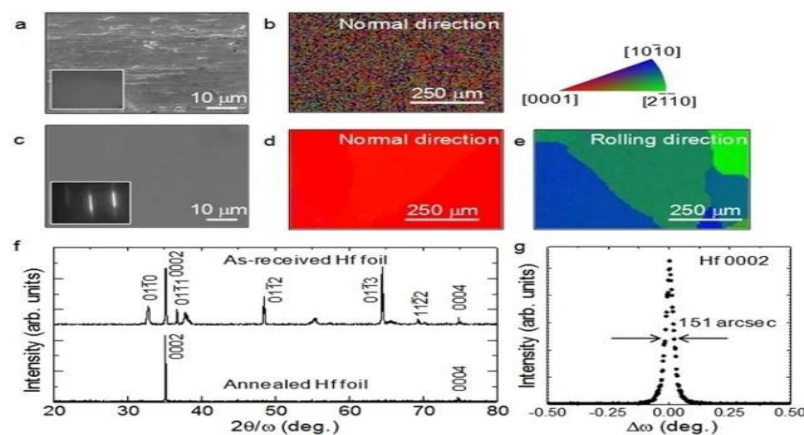 a
b
Normal direction
[101̄0]
10 μm
250 μm
[0001]
[2̄1̄1̄0]
c
d
Normal direction
e
Rolling direction
10 μm
250 μm
250 μm
f
g
Intensity (arb. units)
As-received Hf foil
011̄0
0002
011̄1
011̄2
011̄3
112̄2
0004
0002
Annealed Hf foil
0004
20 30 40 50 60 70 80
2θ/ω (deg.)
Intensity (arb. units)
Hf 0002
151 arcsec
-0.50 -0.25 0.00 0.25 0.50
Δω (deg.)